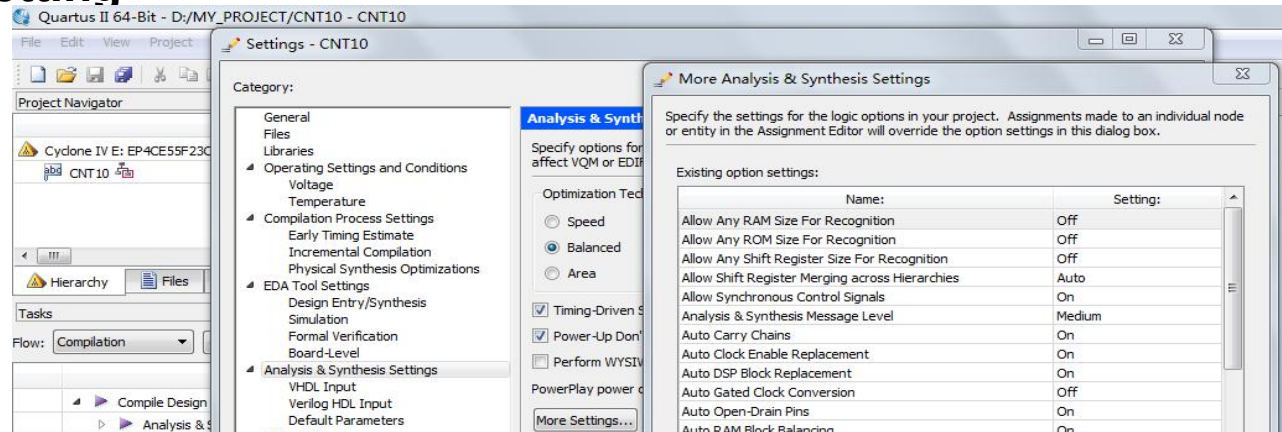 Quartus II 64-Bit - D:/MY_PROJECT/CNT10 - CNT10
File Edit View Project
Project Navigator
Cyclone IV E: EP4CE55F23C
abd CNT10
Hierarchy
Files
Tasks
Flow: Compilation
Compile Design
Analysis & S
Settings - CNT10
Category:
General
Files
Libraries
Operating Settings and Conditions
Voltage
Temperature
Compilation Process Settings
Early Timing Estimate
Incremental Compilation
Physical Synthesis Optimizations
EDA Tool Settings
Design Entry/Synthesis
Simulation
Formal Verification
Board-Level
Analysis & Synthesis Settings
VHDL Input
Verilog HDL Input
Default Parameters
Analysis & Synth
Specify options for
affect VQM or EDIF
Optimization Tec
Speed
Balanced
Area
Timing-Driven S
Power-Up Don'
Perform WYSIW
PowerPlay power o
More Settings...
More Analysis & Synthesis Settings
Specify the settings for the logic options in your project. Assignments made to an individual node
or entity in the Assignment Editor will override the option settings in this dialog box.
Existing option settings:
Name: Setting:
Allow Any RAM Size For Recognition Off
Allow Any ROM Size For Recognition Off
Allow Any Shift Register Size For Recognition Off
Allow Shift Register Merging across Hierarchies Auto
Allow Synchronous Control Signals On
Analysis & Synthesis Message Level Medium
Auto Carry Chains On
Auto Clock Enable Replacement On
Auto DSP Block Replacement On
Auto Gated Clock Conversion Off
Auto Open-Drain Pins On
Auto RAM Block Balancing On